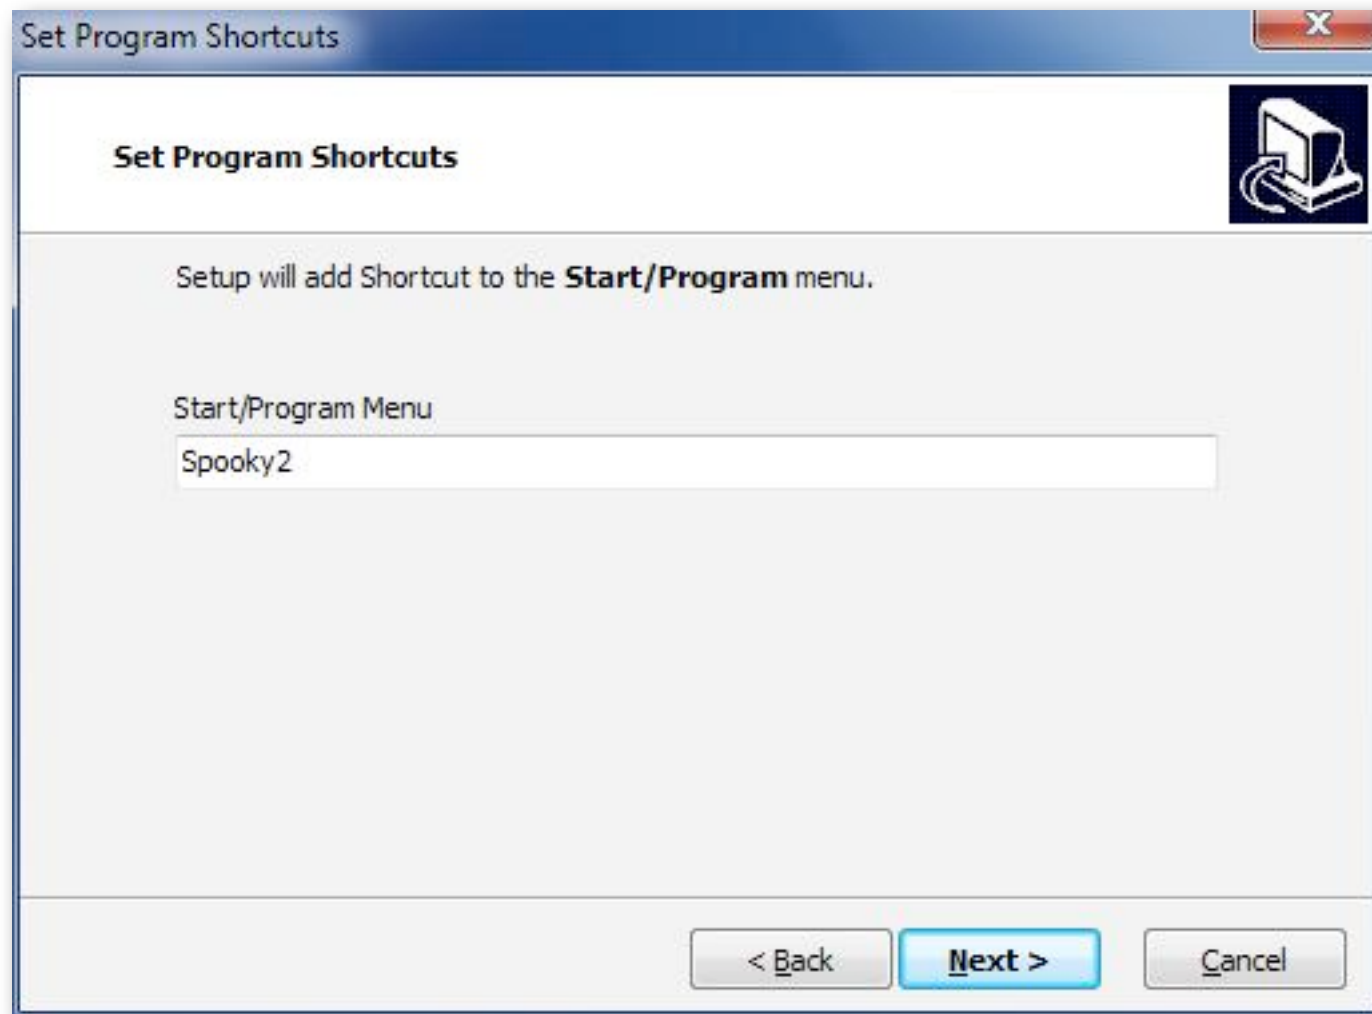 Set Program Shortcuts
X
Set Program Shortcuts
Setup will add Shortcut to the Start/Program menu.
Start/Program Menu
Spooky2
< Back Next > Cancel